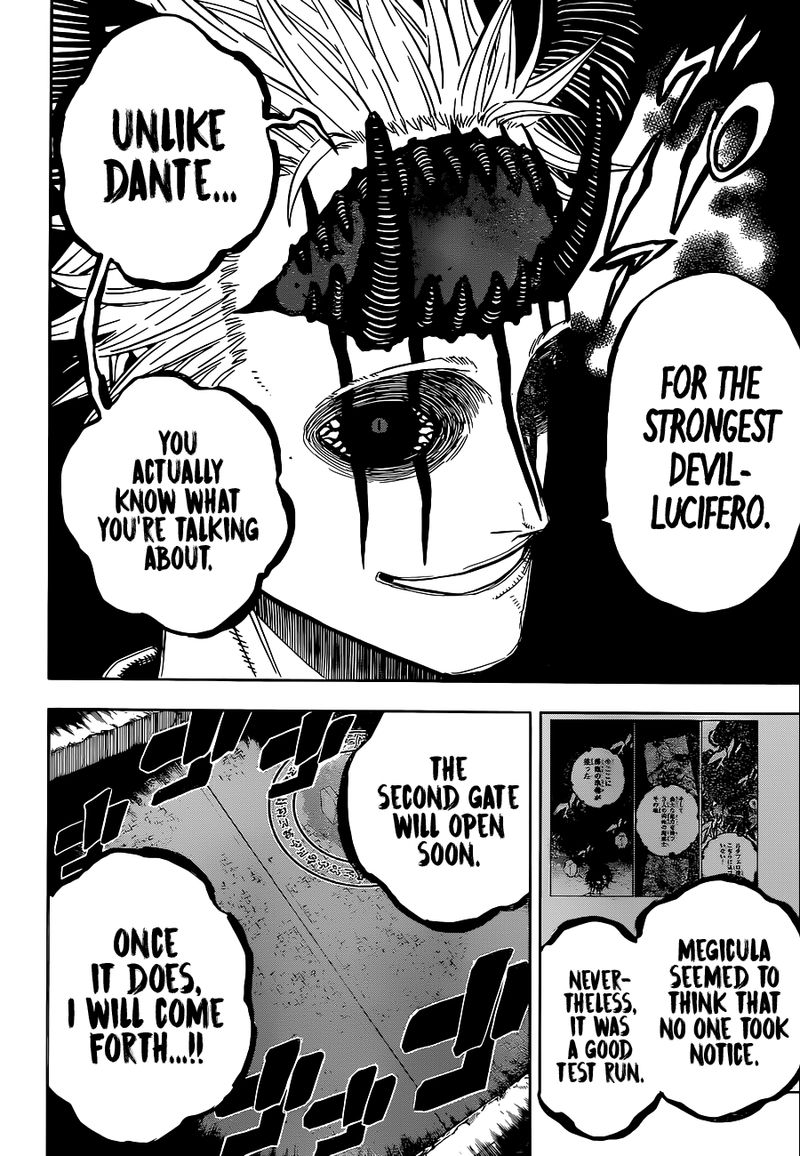 FOR THE
STRONGEST
DEVIL-
LUCIFERO.
UNLIKE
DANTE...
YOU
ACTUALLY
KNOW WHAT
YOU'RE TALKING
ABOUT.
MEGICULA
SEEMED TO
THINK THAT
NO ONE TOOK
NOTICE.
NEVER-
THELESS,
IT WAS
A GOOD
TEST RUN.
THE
SECOND GATE
WILL OPEN
SOON.
ONCE
IT DOES,
I WILL COME
FORTH...!!